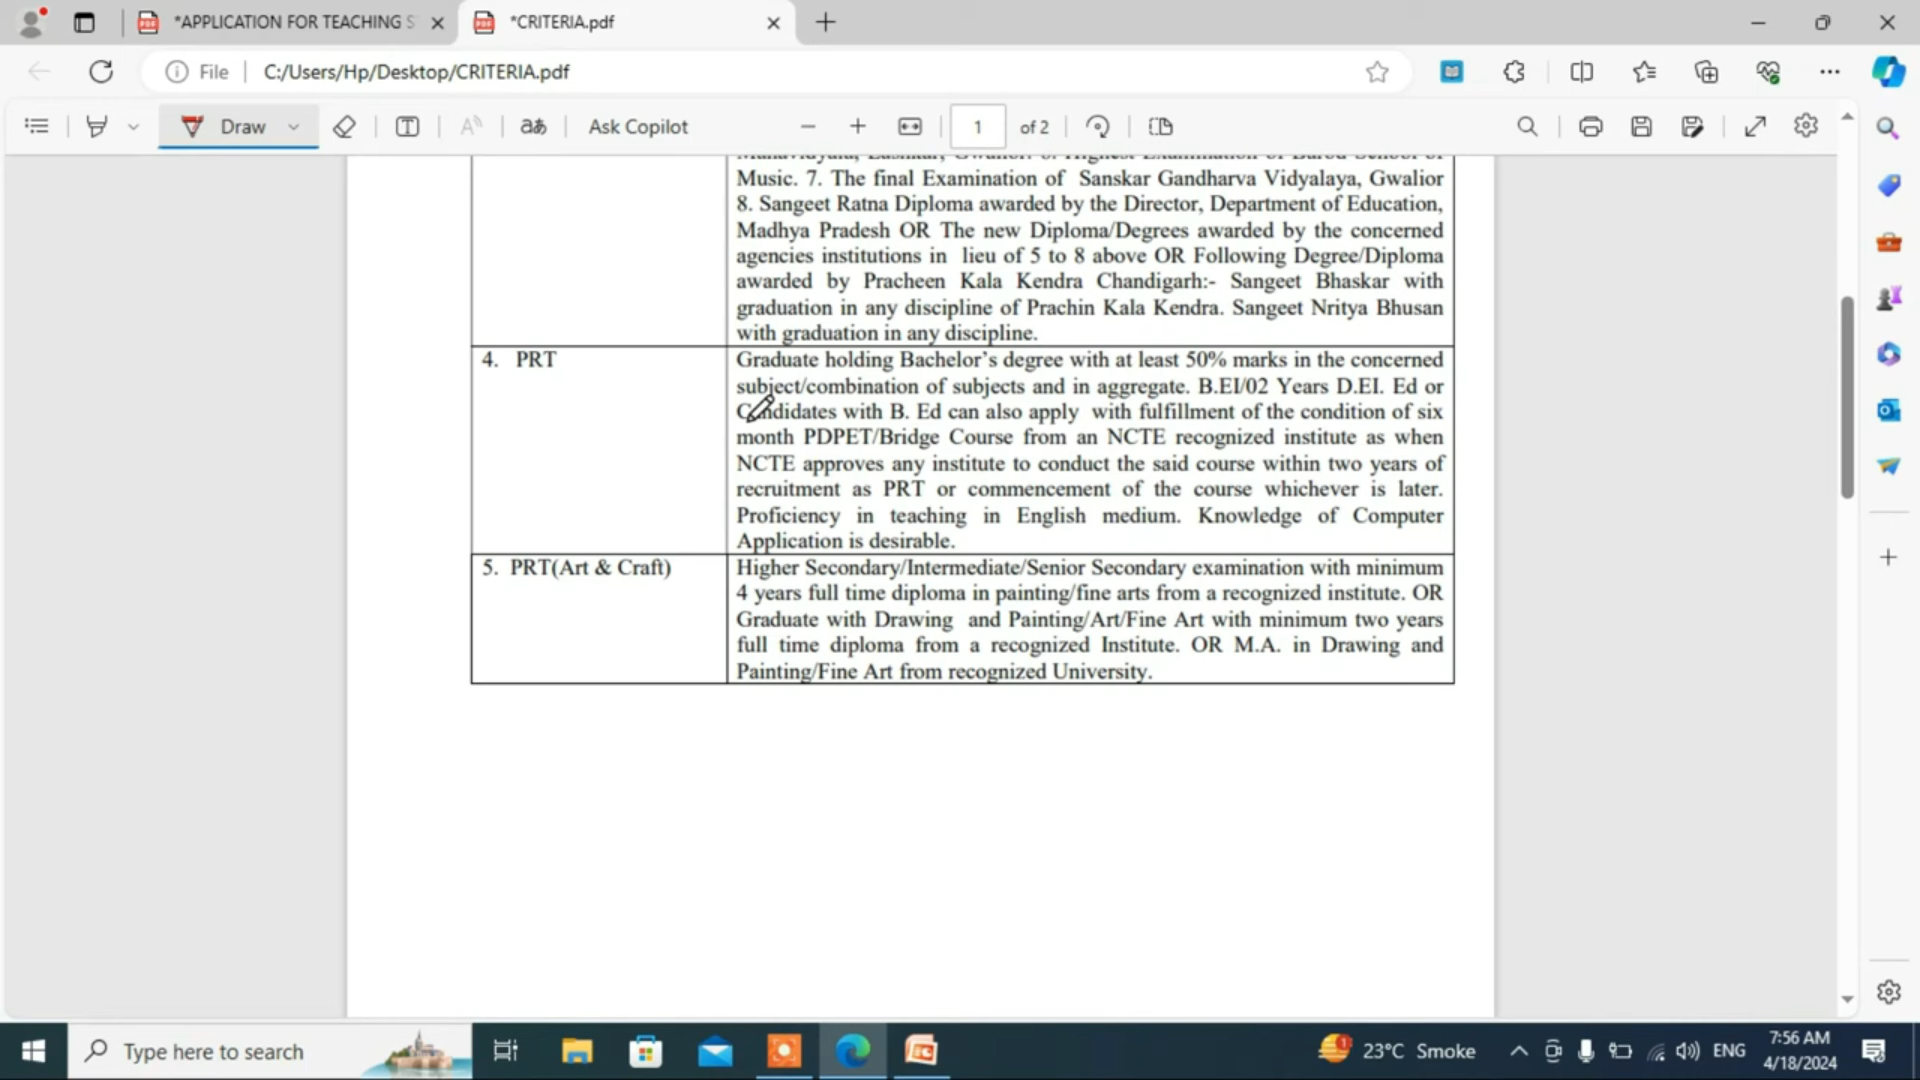 *APPLICATION FOR TEACHING S
*CRITERIA.pdf
File
C:/Users/Hp/Desktop/CRITERIA.pdf
Draw
Ask Copilot
1
of 2
Music. 7. The final Examination of Sanskar Gandharva Vidyalaya, Gwalior
8. Sangeet Ratna Diploma awarded by the Director, Department of Education,
Madhya Pradesh OR The new Diploma/Degrees awarded by the concerned
agencies institutions in lieu of 5 to 8 above OR Following Degree/Diploma
awarded by Pracheen Kala Kendra Chandigarh:- Sangeet Bhaskar with
graduation in any discipline of Prachin Kala Kendra. Sangeet Nritya Bhusan
with graduation in any discipline.
4. PRT
Graduate holding Bachelor's degree with at least 50% marks in the concerned
subject/combination of subjects and in aggregate. B.EI/02 Years D.EI. Ed or
Candidates with B. Ed can also apply with fulfillment of the condition of six
month PDPET/Bridge Course from an NCTE recognized institute as when
NCTE approves any institute to conduct the said course within two years of
recruitment as PRT or commencement of the course whichever is later.
Proficiency in teaching in English medium. Knowledge of Computer
Application is desirable.
5. PRT(Art & Craft)
Higher Secondary/Intermediate/Senior Secondary examination with minimum
4 years full time diploma in painting/fine arts from a recognized institute. OR
Graduate with Drawing and Painting/Art/Fine Art with minimum two years
full time diploma from a recognized Institute. OR M.A. in Drawing and
Painting/Fine Art from recognized University.
Type here to search
23°C Smoke
ENG
7:56 AM
4/18/2024